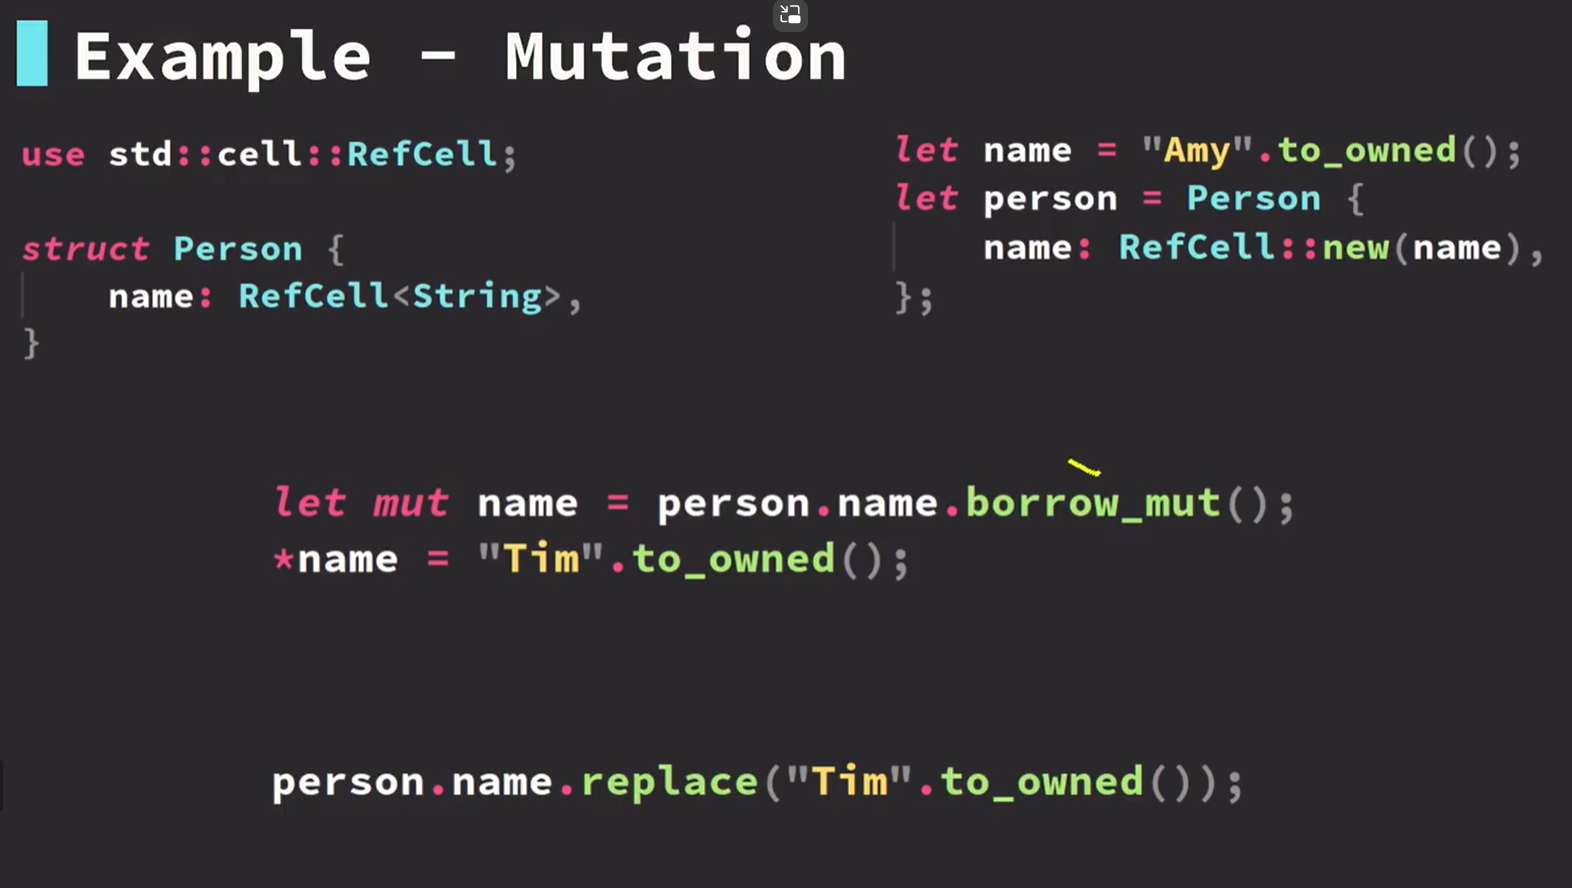 Example - Mutation
use std::cell::RefCell;
struct Person {
    name: RefCell<String>,
}
let name = "Amy".to_owned();
let person = Person {
    name: RefCell::new(name),
};
let mut name = person.name.borrow_mut();
*name = "Tim".to_owned();
person.name.replace("Tim".to_owned());